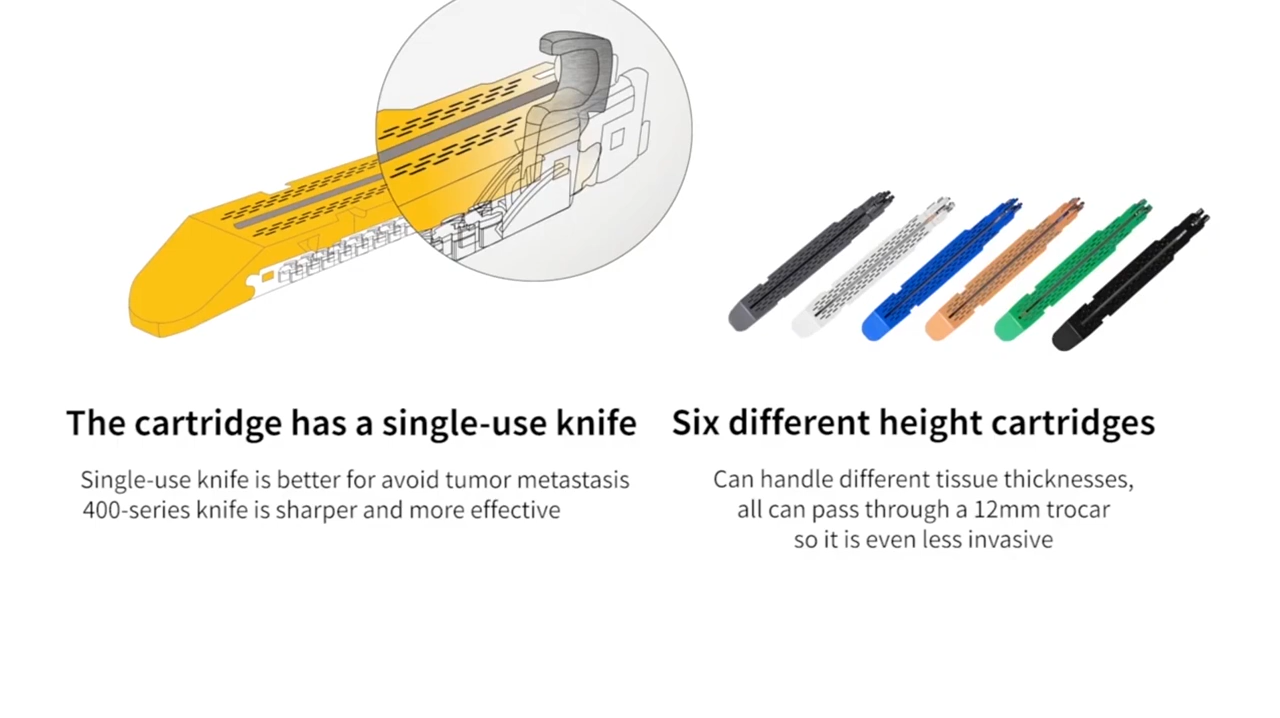 The cartridge has a single-use knife
Single-use knife is better for avoid tumor metastasis
400-series knife is sharper and more effective
Six different height cartridges
Can handle different tissue thicknesses,
all can pass through a 12mm trocar
so it is even less invasive